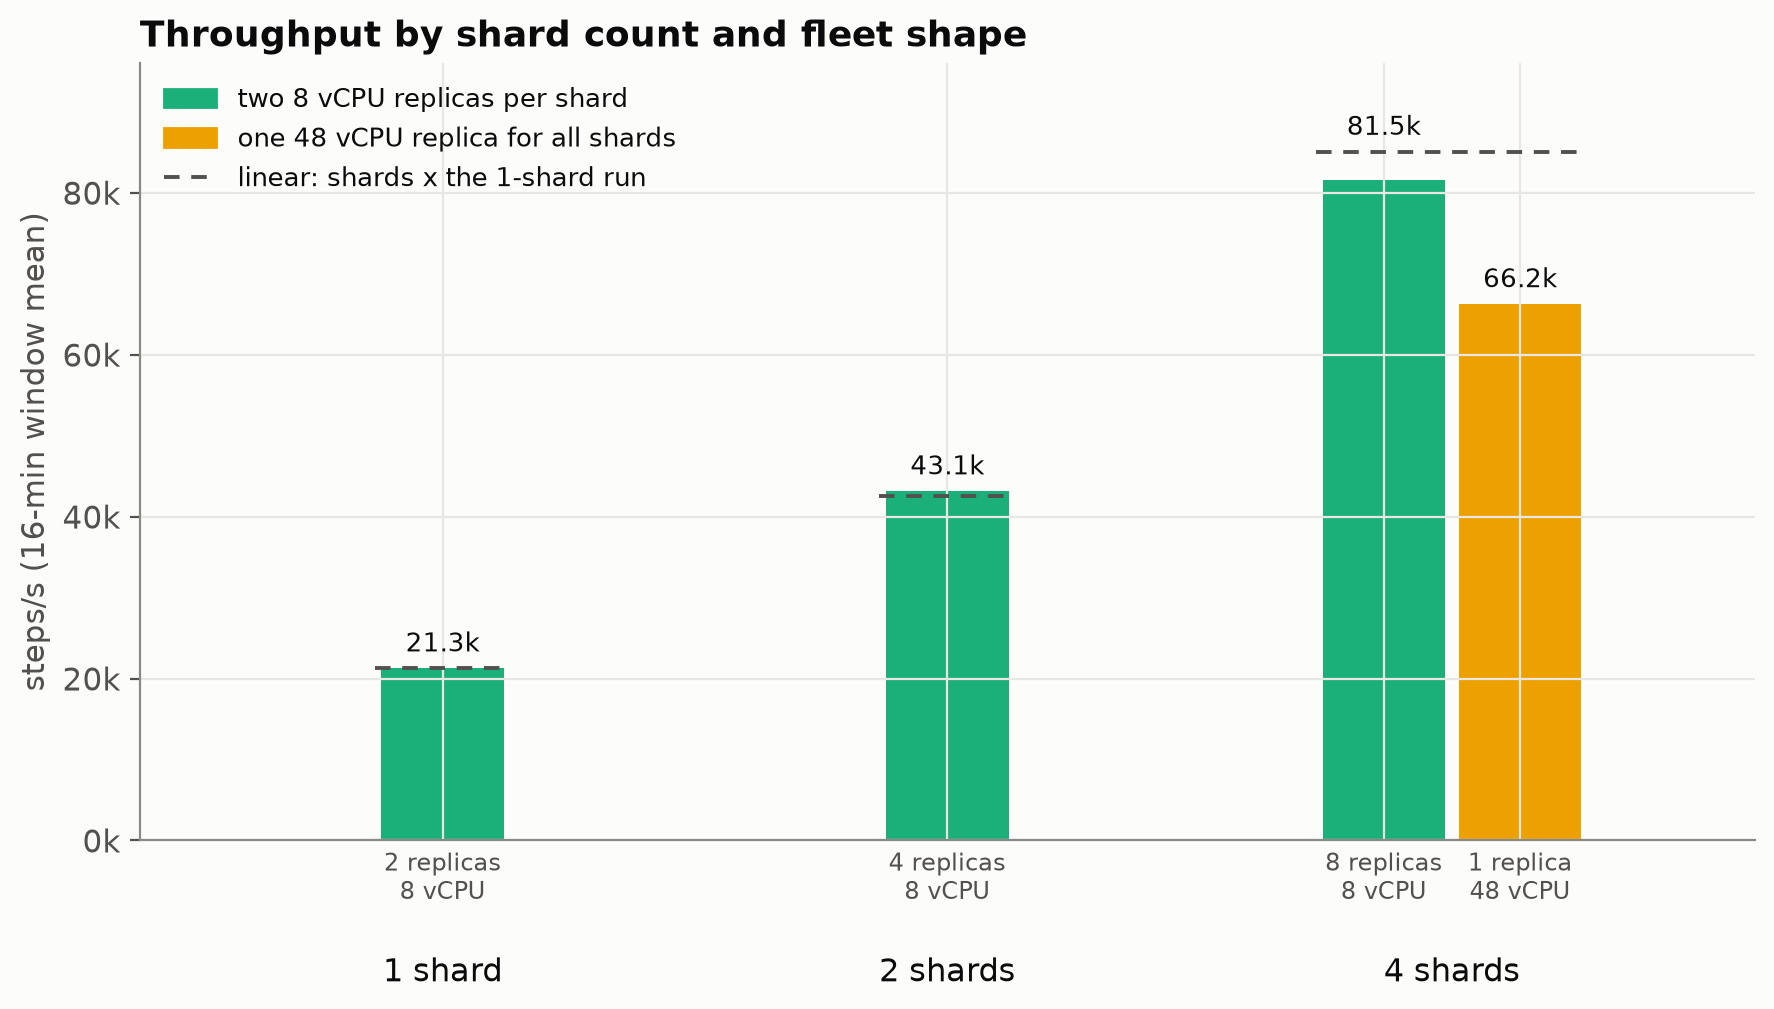 Throughput by shard count and fleet shape
two 8 vCPU replicas per shard
one 48 vCPU replica for all shards
linear: shards x the 1-shard run
steps/s (16-min window mean)
80k
60k
40k
20k
0k
21.3k
43.1k
81.5k
66.2k
2 replicas
8 vCPU
4 replicas
8 vCPU
8 replicas
8 vCPU
1 replica
48 vCPU
1 shard
2 shards
4 shards